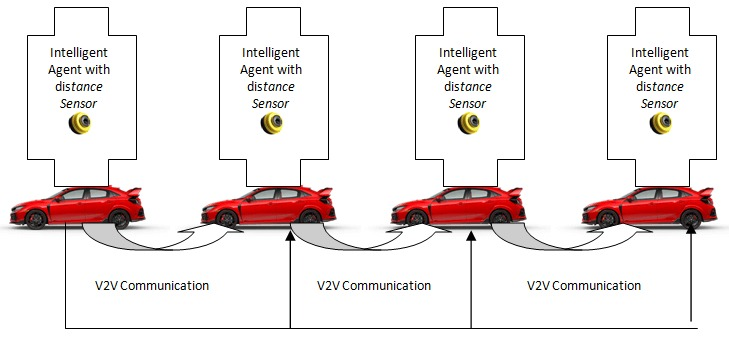 Intelligent
Agent with
distance
Sensor
Intelligent
Agent with
distance
Sensor
Intelligent
Agent with
distance
Sensor
Intelligent
Agent with
distance
Sensor
V2V Communication
V2V Communication
V2V Communication